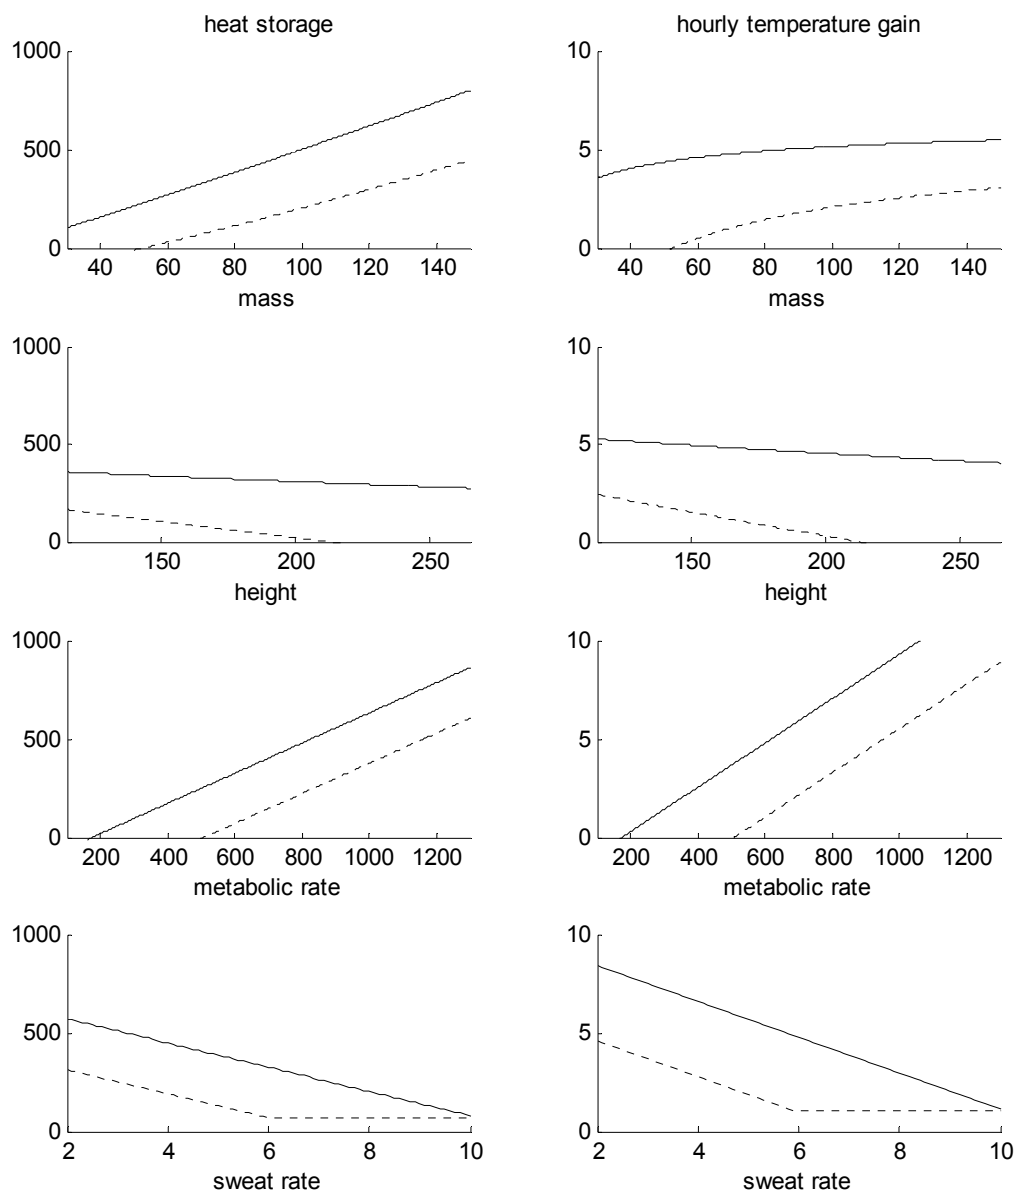 heat storage
hourly temperature gain
1000
500
0
40 60 80 100 120 140
mass
10
5
0
40 60 80 100 120 140
mass
1000
500
0
150 200 250
height
10
5
0
150 200 250
height
1000
500
0
200 400 600 800 1000 1200
metabolic rate
10
5
0
200 400 600 800 1000 1200
metabolic rate
1000
500
0
2 4 6 8 10
sweat rate
10
5
0
2 4 6 8 10
sweat rate